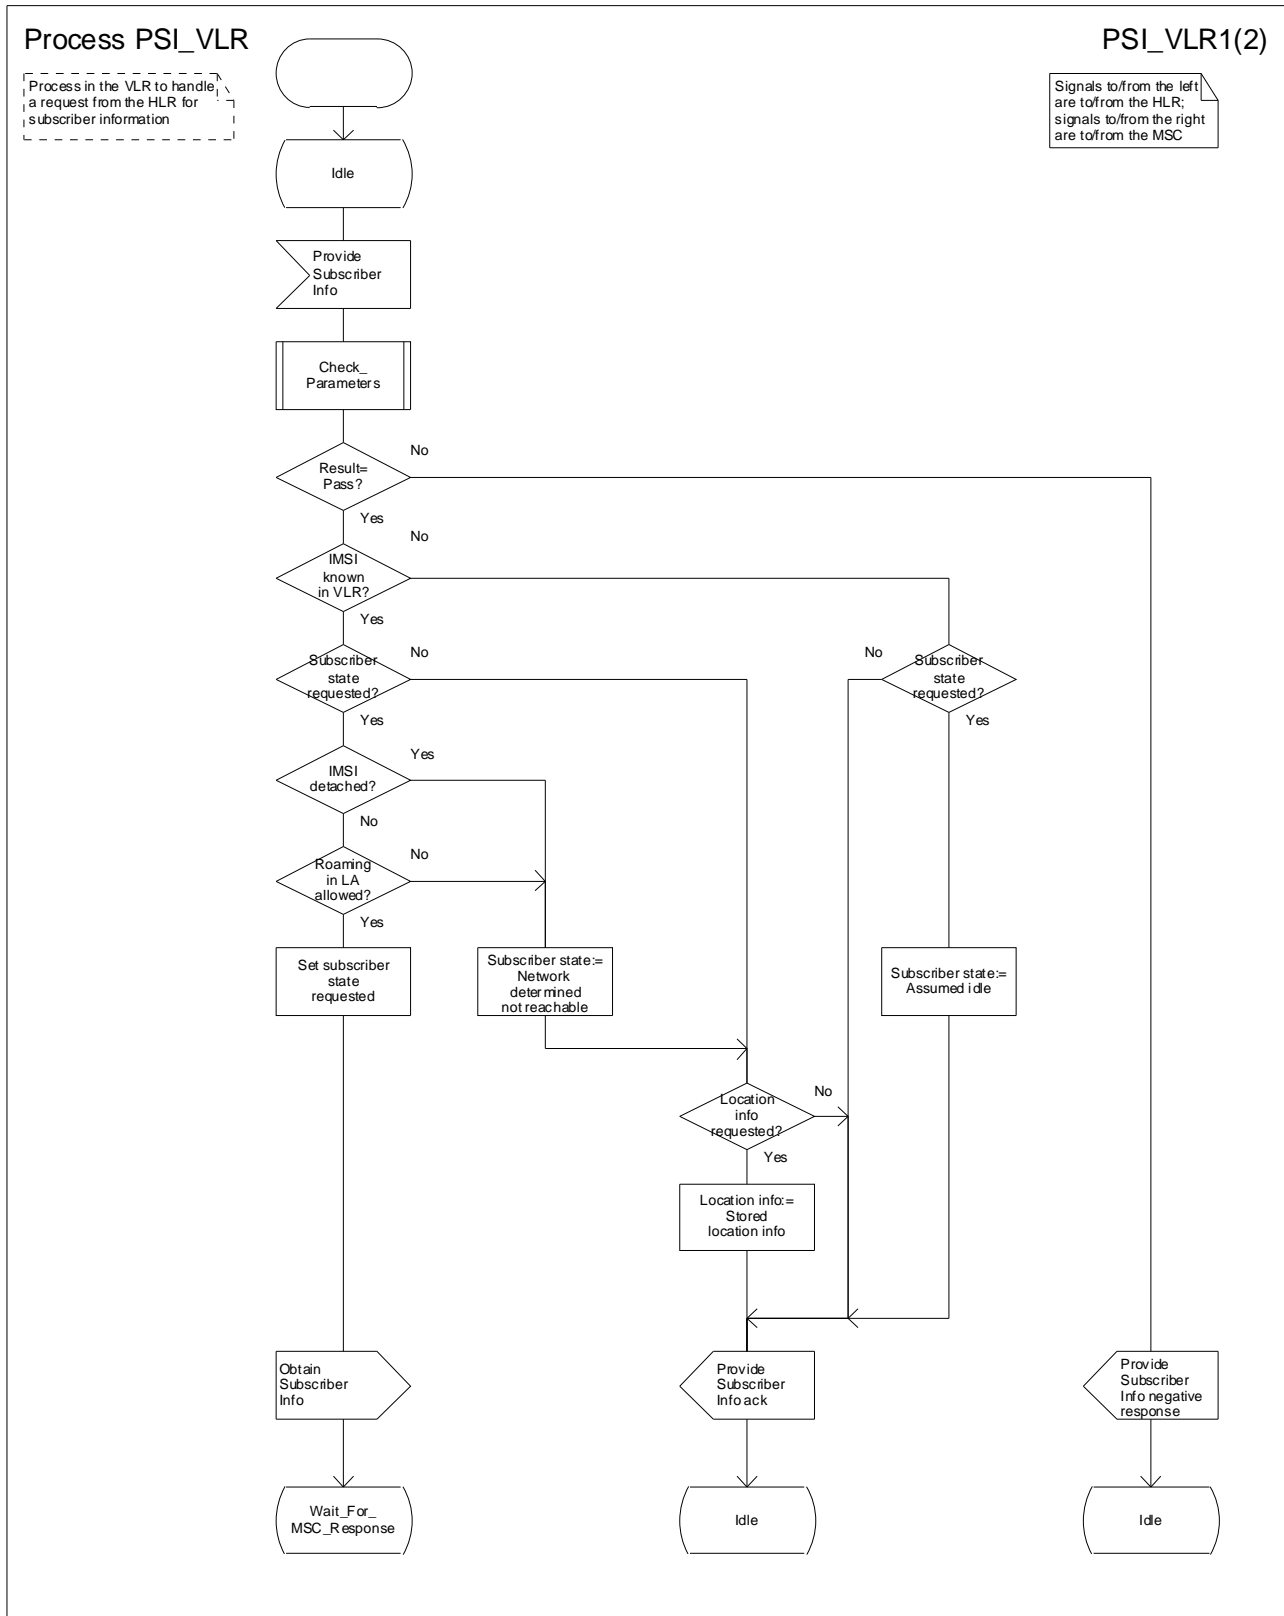 Process PSI_VLR
PSI_VLR1(2)
Process in the VLR to handle
a request from the HLR for
subscriber information
Signals to/from the left
are to/from the HLR;
signals to/from the right
are to/from the MSC
Idle
Provide
Subscriber
Info
Check_
Parameters
No
Result=
Pass?
Yes
No
IMSI
known
in VLR?
Yes
No
Subscriber
state
requested?
Yes
No
Subscriber
state
requested?
Yes
Yes
IMSI
detached?
No
No
Roaming
in LA
allowed?
Yes
Set subscriber
state
requested
Subscriber state:=
Network
determined
not reachable
Subscriber state:=
Assumed idle
No
Location
info
requested?
Yes
Location info:=
Stored
location info
Obtain
Subscriber
Info
Provide
Subscriber
Info ack
Provide
Subscriber
Info negative
response
Wait_For_
MSC_Response
Idle
Idle